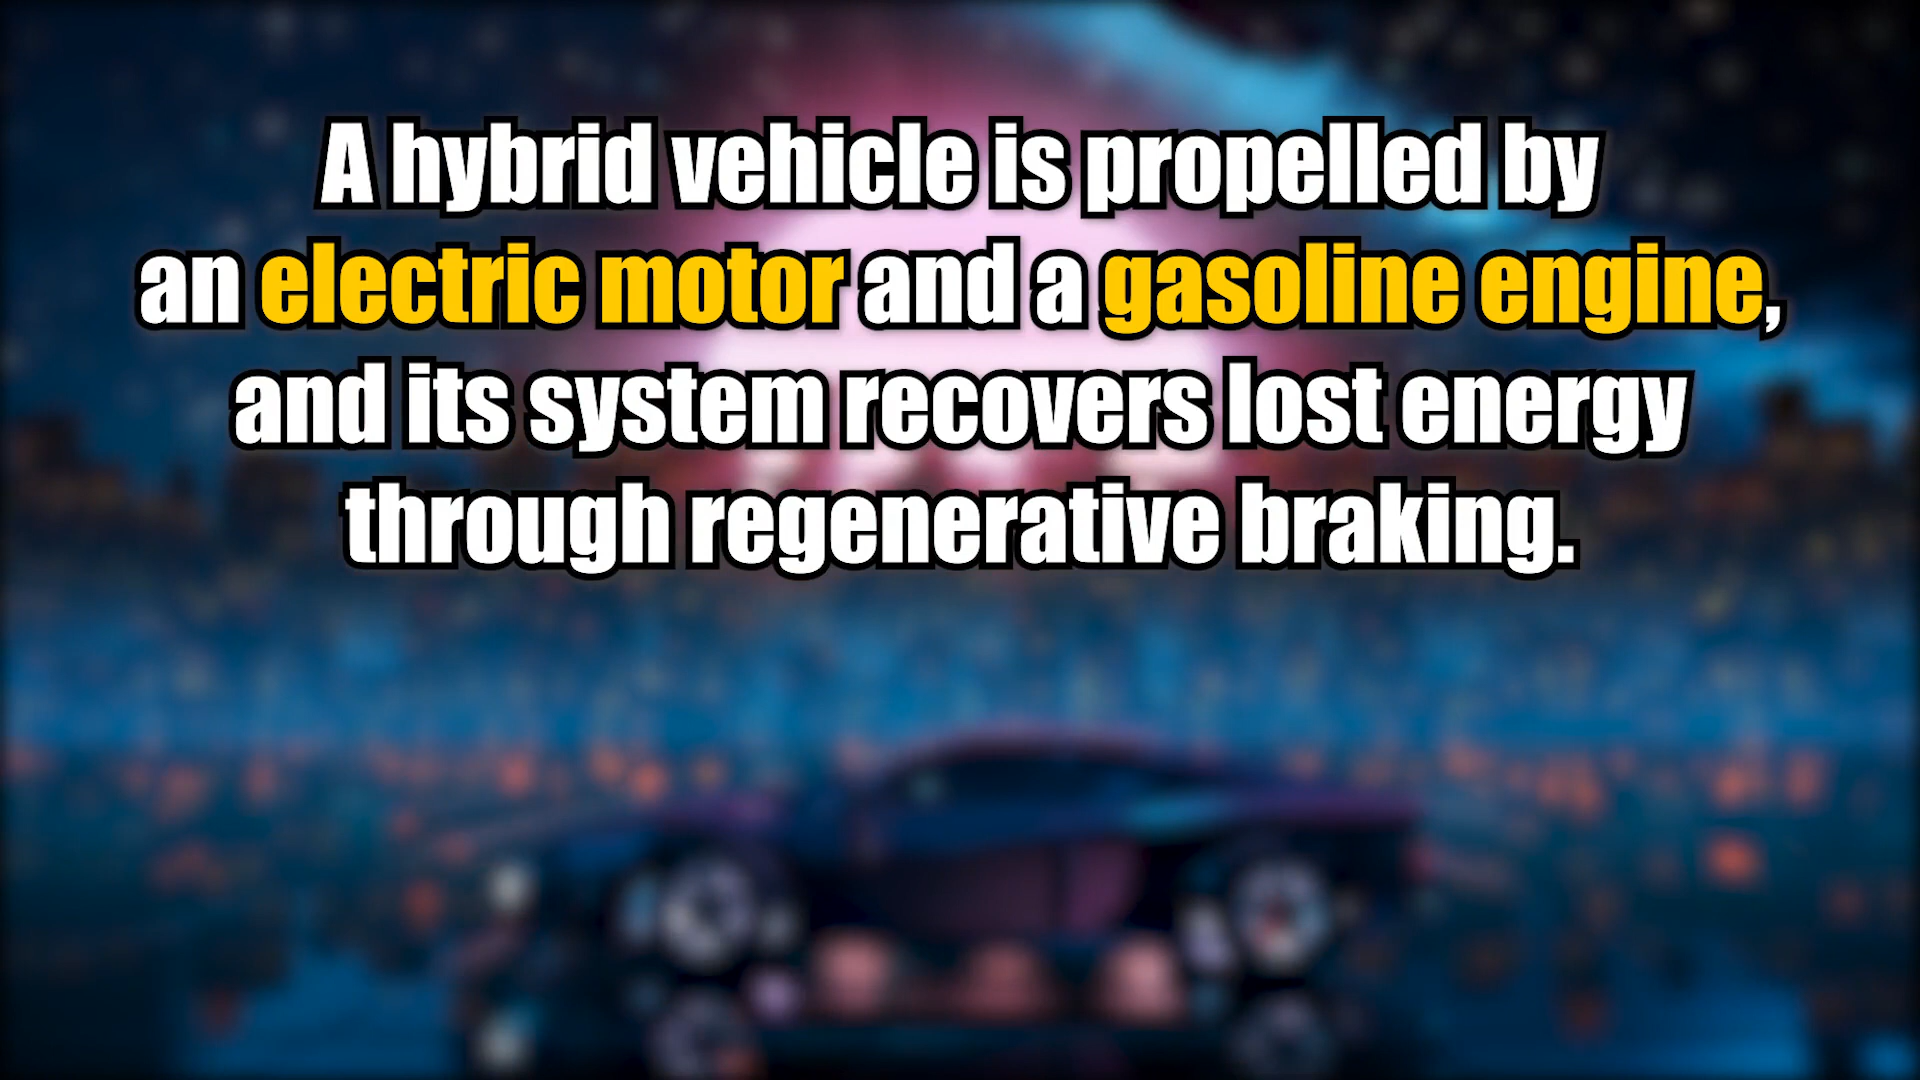 A hybrid vehicle is propelled by
an electric motor and a gasoline engine,
and its system recovers lost energy
through regenerative braking.